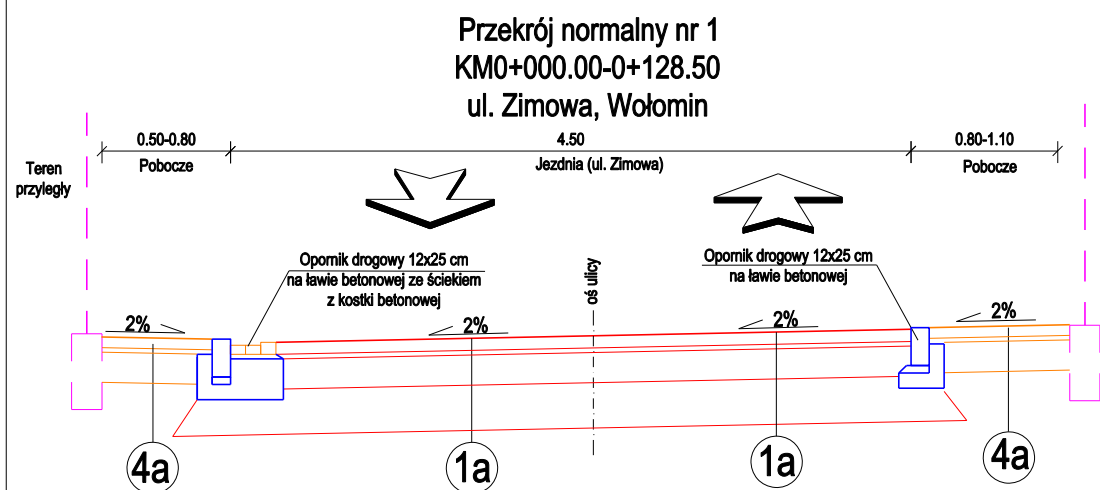 Przekrój normalny nr 1
KM0+000.00-0+128.50
ul. Zimowa, Wołomin
0.50-0.80
4.50
0.80-1.10
Teren
przyległy
Pobocze
Jezdnia (ul. Zimowa)
Pobocze
Opornik drogowy 12x25 cm
na ławie betonowej ze ściekiem
z kostki betonowej
oś ulicy
Opornik drogowy 12x25 cm
na ławie betonowej
2%
2%
2%
2%
4a
1a
1a
4a